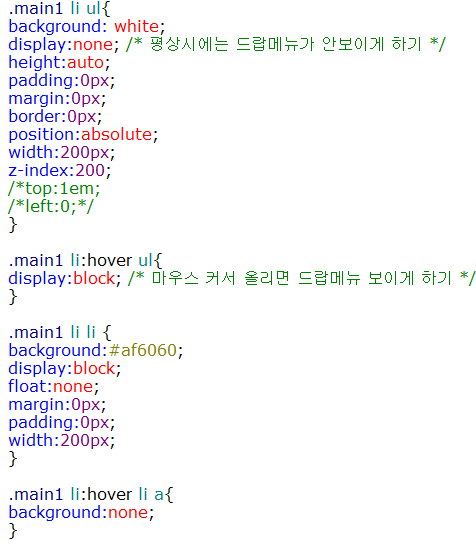 .main1 li ul{
background: white;
display:none; /* 평상시에는 드랍메뉴가 안보이게 하기 */
height:auto;
padding:0px;
margin:0px;
border:0px;
position:absolute;
width:200px;
z-index:200;
/*top:1em;
/*left:0;*/
}
.main1 li:hover ul{
display:block; /* 마우스 커서 올리면 드랍메뉴 보이게 하기 */
}
.main1 li li {
background:#af6060;
display:block;
float:none;
margin:0px;
padding:0px;
width:200px;
}
.main1 li:hover li a{
background:none;
}